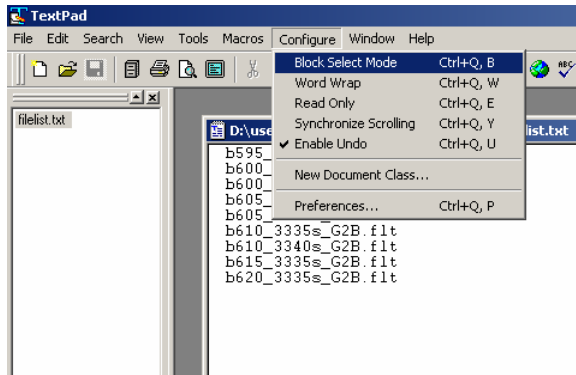 TextPad
File Edit Search View Tools Macros Configure Window Help
ABC
Block Select Mode Ctrl+Q, B
Word Wrap Ctrl+Q, W
Read Only Ctrl+Q, E
Synchronize Scrolling Ctrl+Q, Y
Enable Undo Ctrl+Q, U
New Document Class...
Preferences... Ctrl+Q, P
filelist.txt
D:\use list.txt
b595_
b600_
b600_
b605_
b605_
b610_3335s_G2B.flt
b610_3340s_G2B.flt
b615_3335s_G2B.flt
b620_3335s_G2B.flt